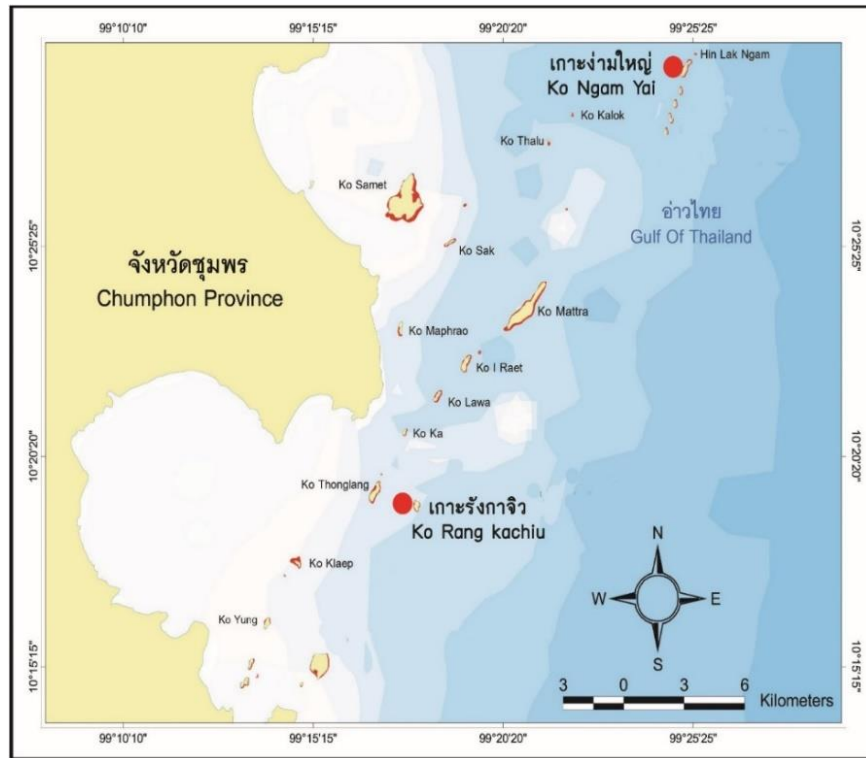 99°10'10"E
99°15'15"E
99°20'20"E
99°25'25"E
เกาะง่ามใหญ่
Ko Ngam Yai
Hin Lak Ngam
Ko Kalok
Ko Thalu
Ko Samet
อ่าวไทย
Gulf Of Thailand
10°25'25"N
10°25'25"N
Ko Sak
จังหวัดชุมพร
Chumphon Province
Ko Mattra
Ko Maphrao
Ko I Raet
Ko Lawa
Ko Ka
10°20'20"N
10°20'20"N
Ko Thonglang
เกาะรังกาจิว
Ko Rang kachiu
Ko Klaep
N
W
E
S
Ko Yung
10°15'15"N
10°15'15"N
3 0 3 6 Kilometers
99°10'10"E
99°15'15"E
99°20'20"E
99°25'25"E